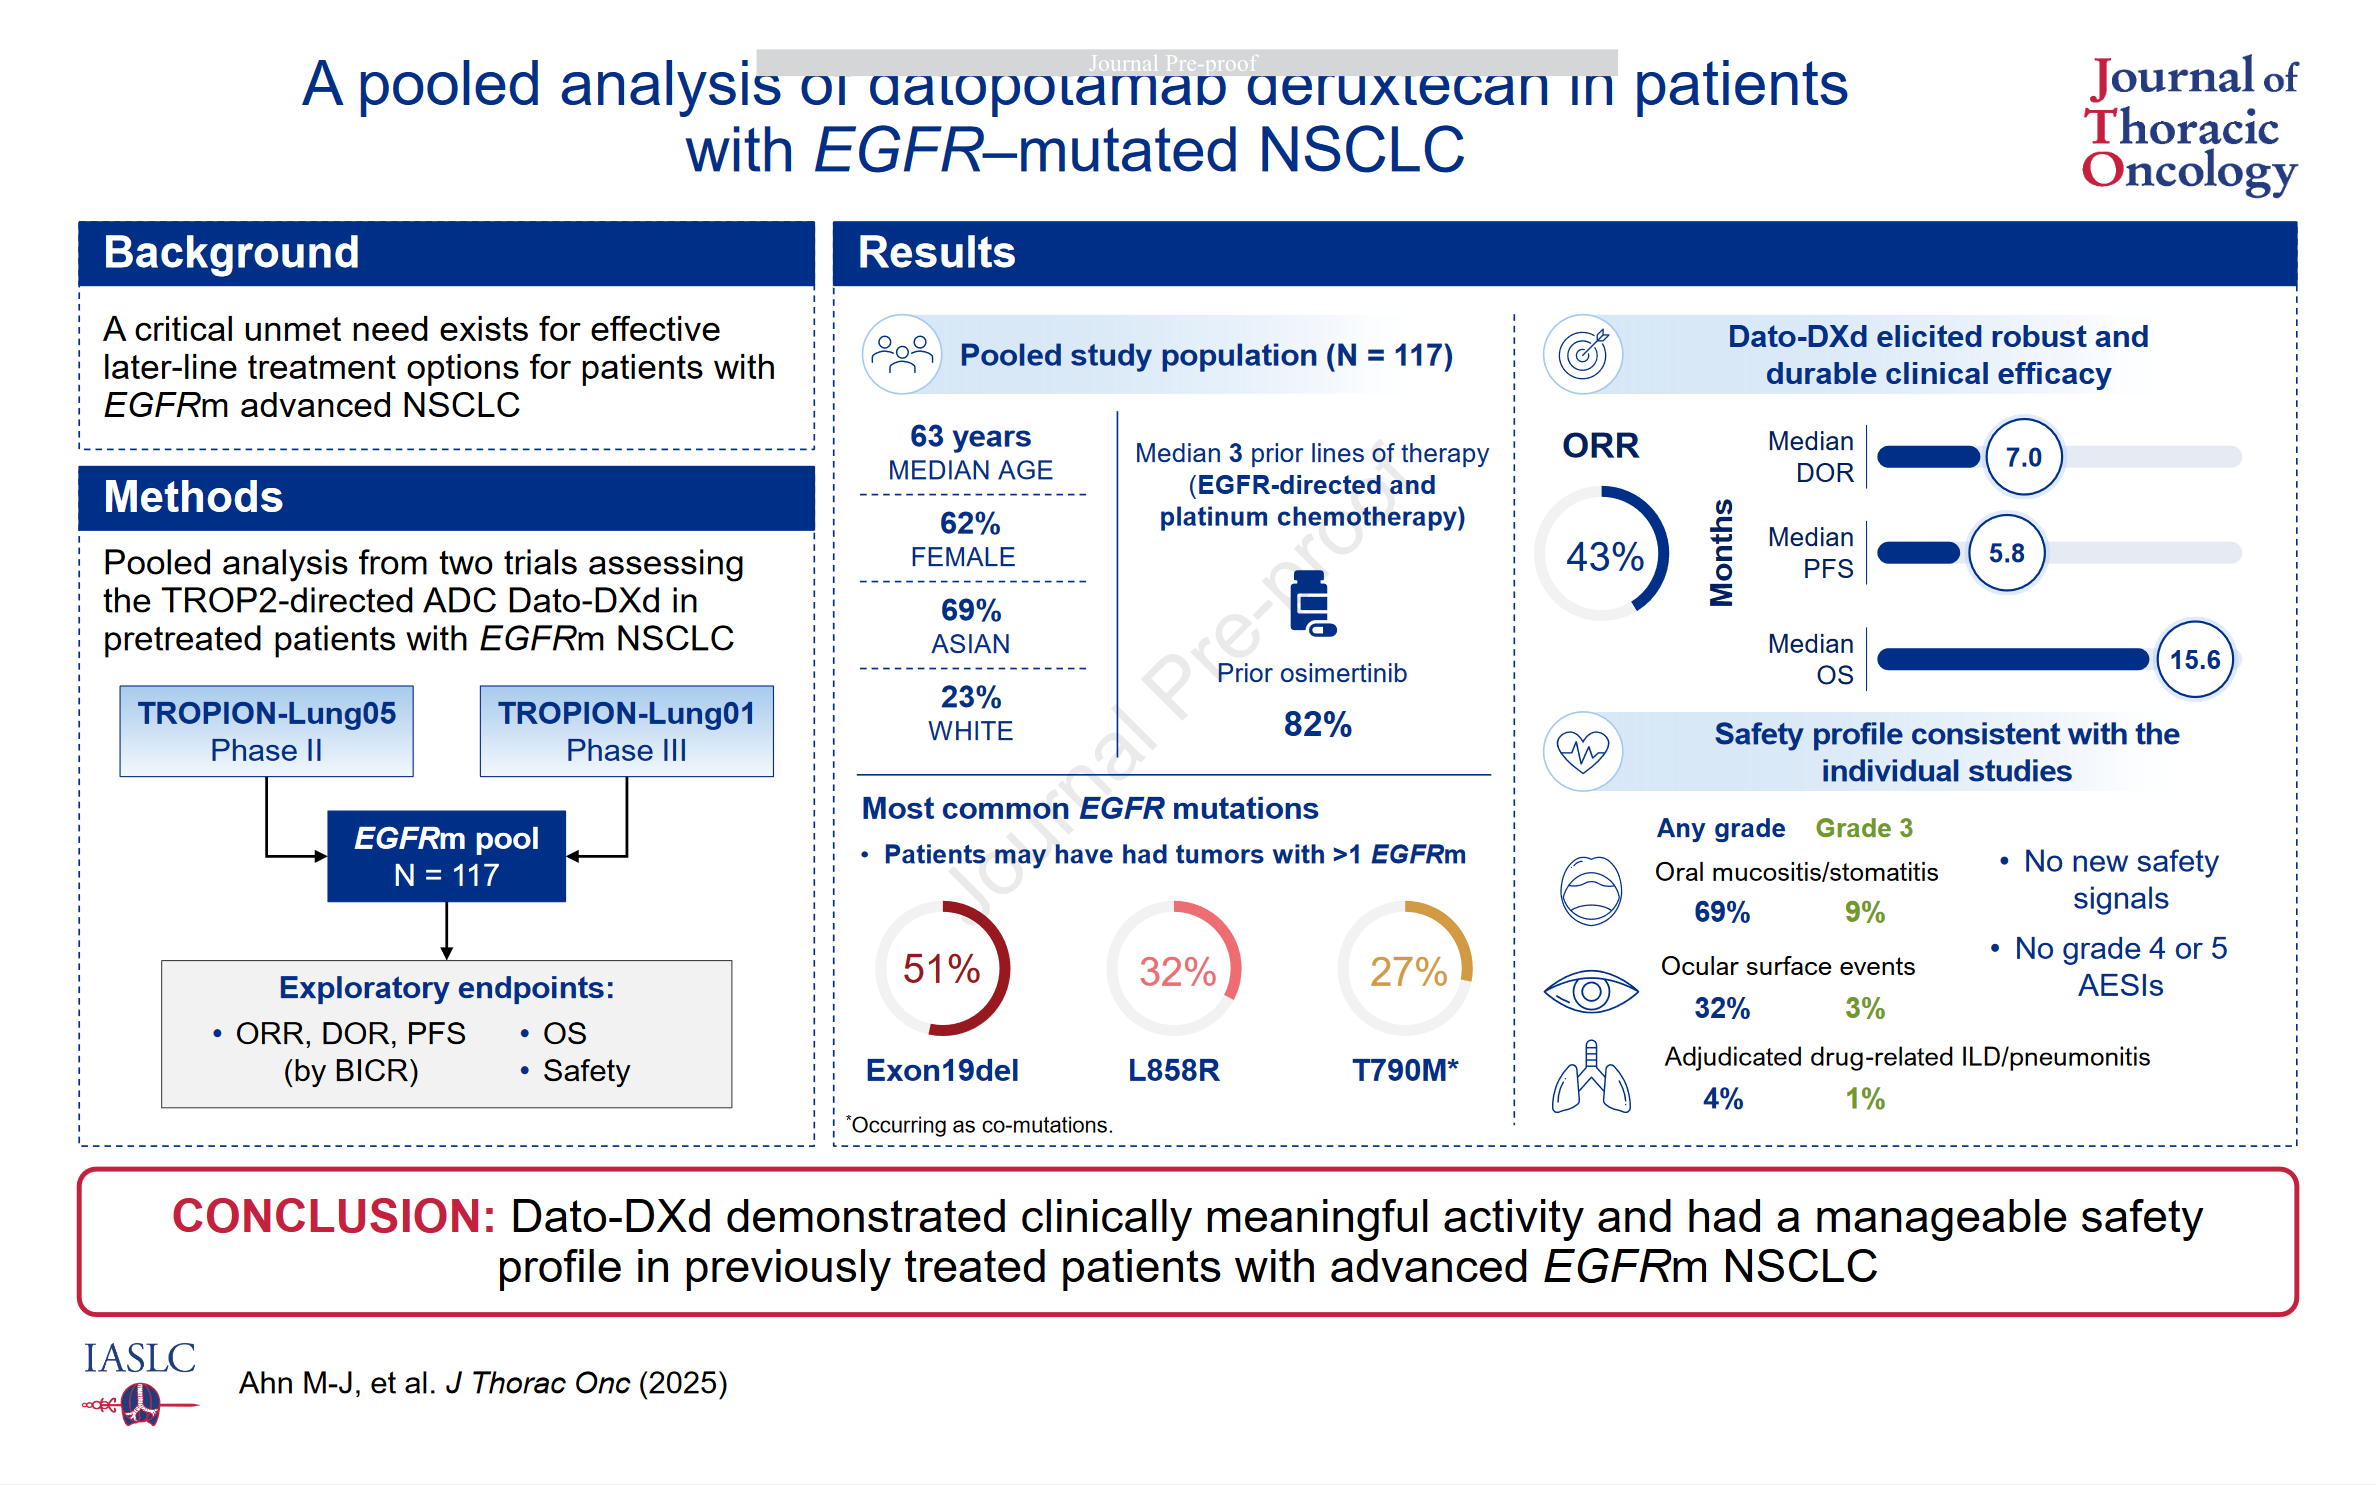 Journal Pre-proof
A pooled analysis of datopotamab deruxtecan in patients
with EGFR–mutated NSCLC
Journal of
Thoracic
Oncology
Background
A critical unmet need exists for effective
later-line treatment options for patients with
EGFRm advanced NSCLC
Methods
Pooled analysis from two trials assessing
the TROP2-directed ADC Dato-DXd in
pretreated patients with EGFRm NSCLC
TROPION-Lung05
Phase II
TROPION-Lung01
Phase III
EGFRm pool
N = 117
Exploratory endpoints:
• ORR, DOR, PFS
(by BICR)
• OS
• Safety
Results
Pooled study population (N = 117)
63 years
MEDIAN AGE
62%
FEMALE
69%
ASIAN
23%
WHITE
Median 3 prior lines of therapy
(EGFR-directed and
platinum chemotherapy)
Prior osimertinib
82%
Most common EGFR mutations
• Patients may have had tumors with >1 EGFRm
51%
Exon19del
32%
L858R
27%
T790M*
*Occurring as co-mutations.
Journal Pre-proof
Dato-DXd elicited robust and
durable clinical efficacy
ORR
43%
Months
Median
DOR
7.0
Median
PFS
5.8
Median
OS
15.6
Safety profile consistent with the
individual studies
Any grade Grade 3
Oral mucositis/stomatitis
69% 9%
Ocular surface events
32% 3%
Adjudicated drug-related ILD/pneumonitis
4% 1%
• No new safety
signals
• No grade 4 or 5
AESIs
CONCLUSION: Dato-DXd demonstrated clinically meaningful activity and had a manageable safety
profile in previously treated patients with advanced EGFRm NSCLC
IASLC
Ahn M-J, et al. J Thorac Onc (2025)